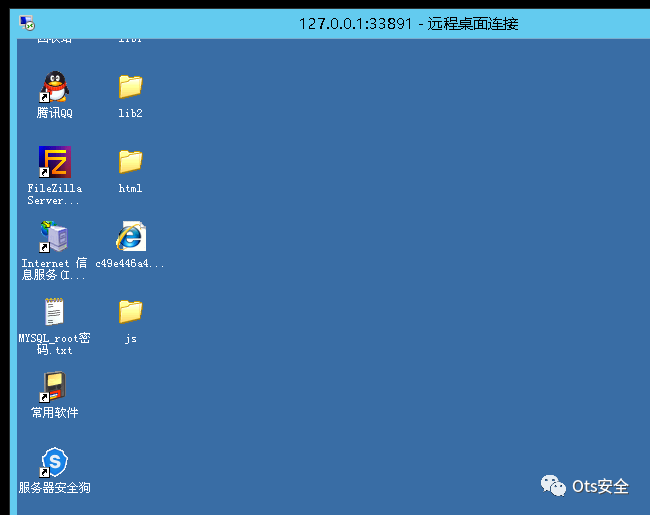 127.0.0.1:33891 - 远程桌面连接
腾讯QQ
lib2
FileZilla
Server...
html
Internet 信
息服务(I...
c49e446a4...
MYSQL_root密
码.txt
js
常用软件
服务器安全狗
Ots安全